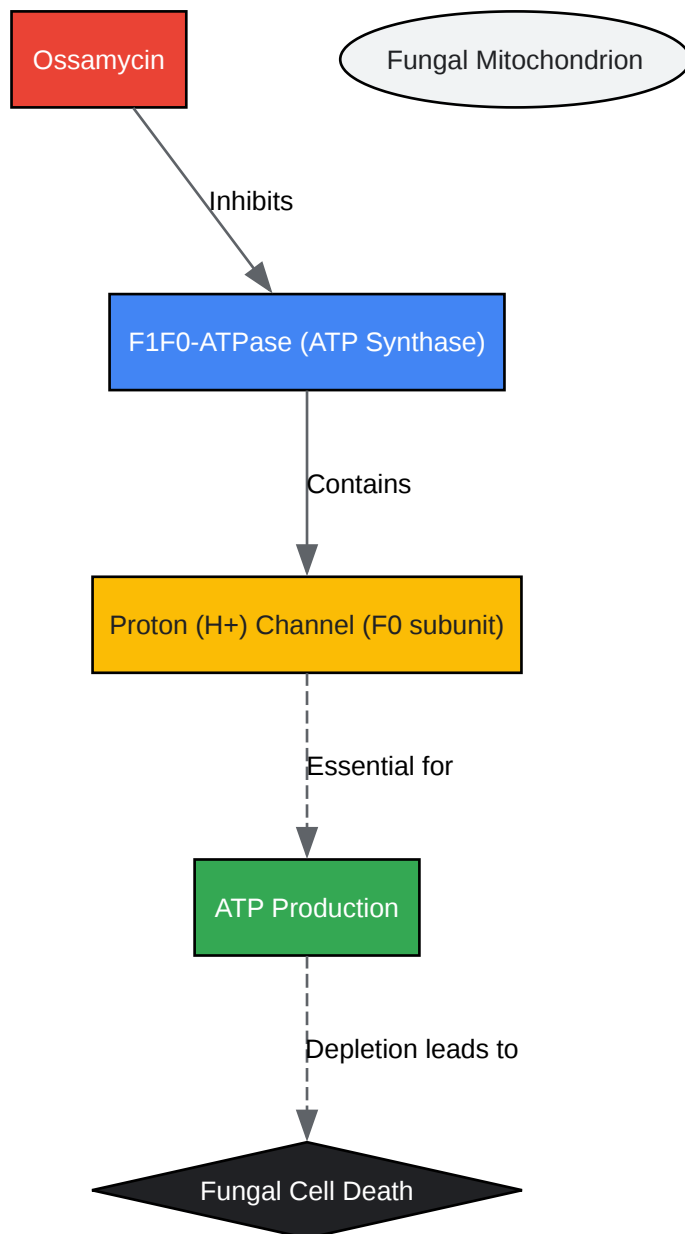 Ossamycin
Fungal Mitochondrion
Inhibits
F1F0-ATPase (ATP Synthase)
Contains
Proton (H+) Channel (F0 subunit)
Essential for
ATP Production
Depletion leads to
Fungal Cell Death